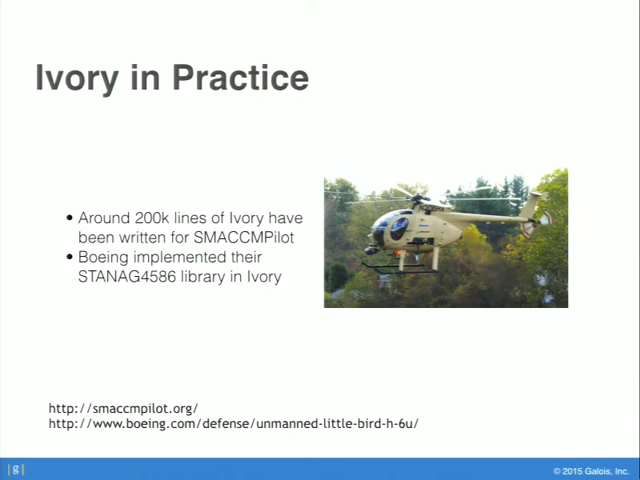 Ivory in Practice
• Around 200k lines of Ivory have
been written for SMACCMPilot
• Boeing implemented their
STANAG4586 library in Ivory
http://smaccmpilot.org/
http://www.boeing.com/defense/unmanned-little-bird-h-6u/
|g|
© 2015 Galois, Inc.